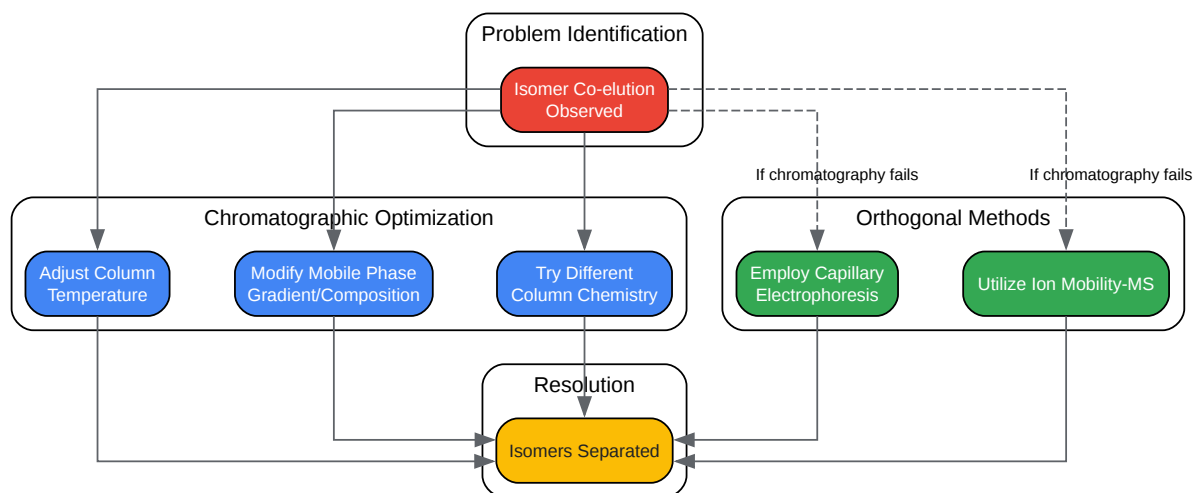 Problem Identification
Isomer Co-elution
Observed
If chromatography fails
If chromatography fails
Chromatographic Optimization
Orthogonal Methods
Adjust Column
Temperature
Modify Mobile Phase
Gradient/Composition
Try Different
Column Chemistry
Employ Capillary
Electrophoresis
Utilize Ion Mobility-MS
Resolution
Isomers Separated